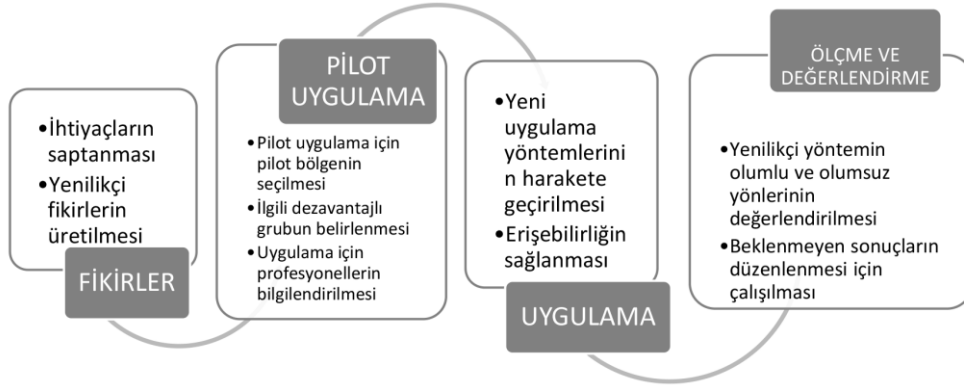 •İhtiyaçların
saptanması
•Yenilikçi
fikirlerin
üretilmesi
FİKİRLER
PİLOT
UYGULAMA
•Pilot uygulama için
pilot bölgenin
seçilmesi
•İlgili dezavantajlı
grubun belirlenmesi
•Uygulama için
profesyonellerin
bilgilendirilmesi
•Yeni
uygulama
yöntemlerini
n harakete
geçirilmesi
•Erişebilirliğin
sağlanması
UYGULAMA
ÖLÇME VE
DEĞERLENDİRME
•Yenilikçi yöntemin
olumlu ve olumsuz
yönlerinin
değerlendirilmesi
•Beklenmeyen sonuçların
düzenlenmesi için
çalışılması